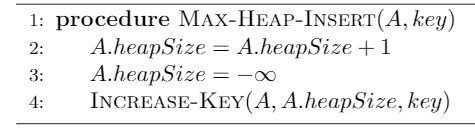 1: procedure MAX-HEAP-INSERT(A, key)
2: A.heapSize = A.heapSize + 1
3: A.heapSize = −∞
4: INCREASE-KEY(A, A.heapSize, key)